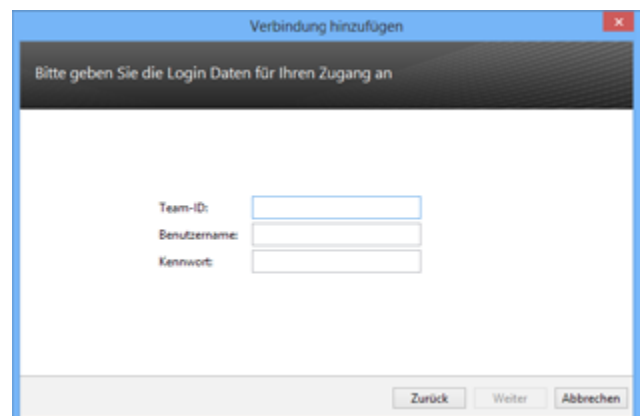 Verbindung hinzufügen
Bitte geben Sie die Login Daten für Ihren Zugang an
Team-ID:
Benutzername:
Kennwort:
Zurück Weiter Abbrechen